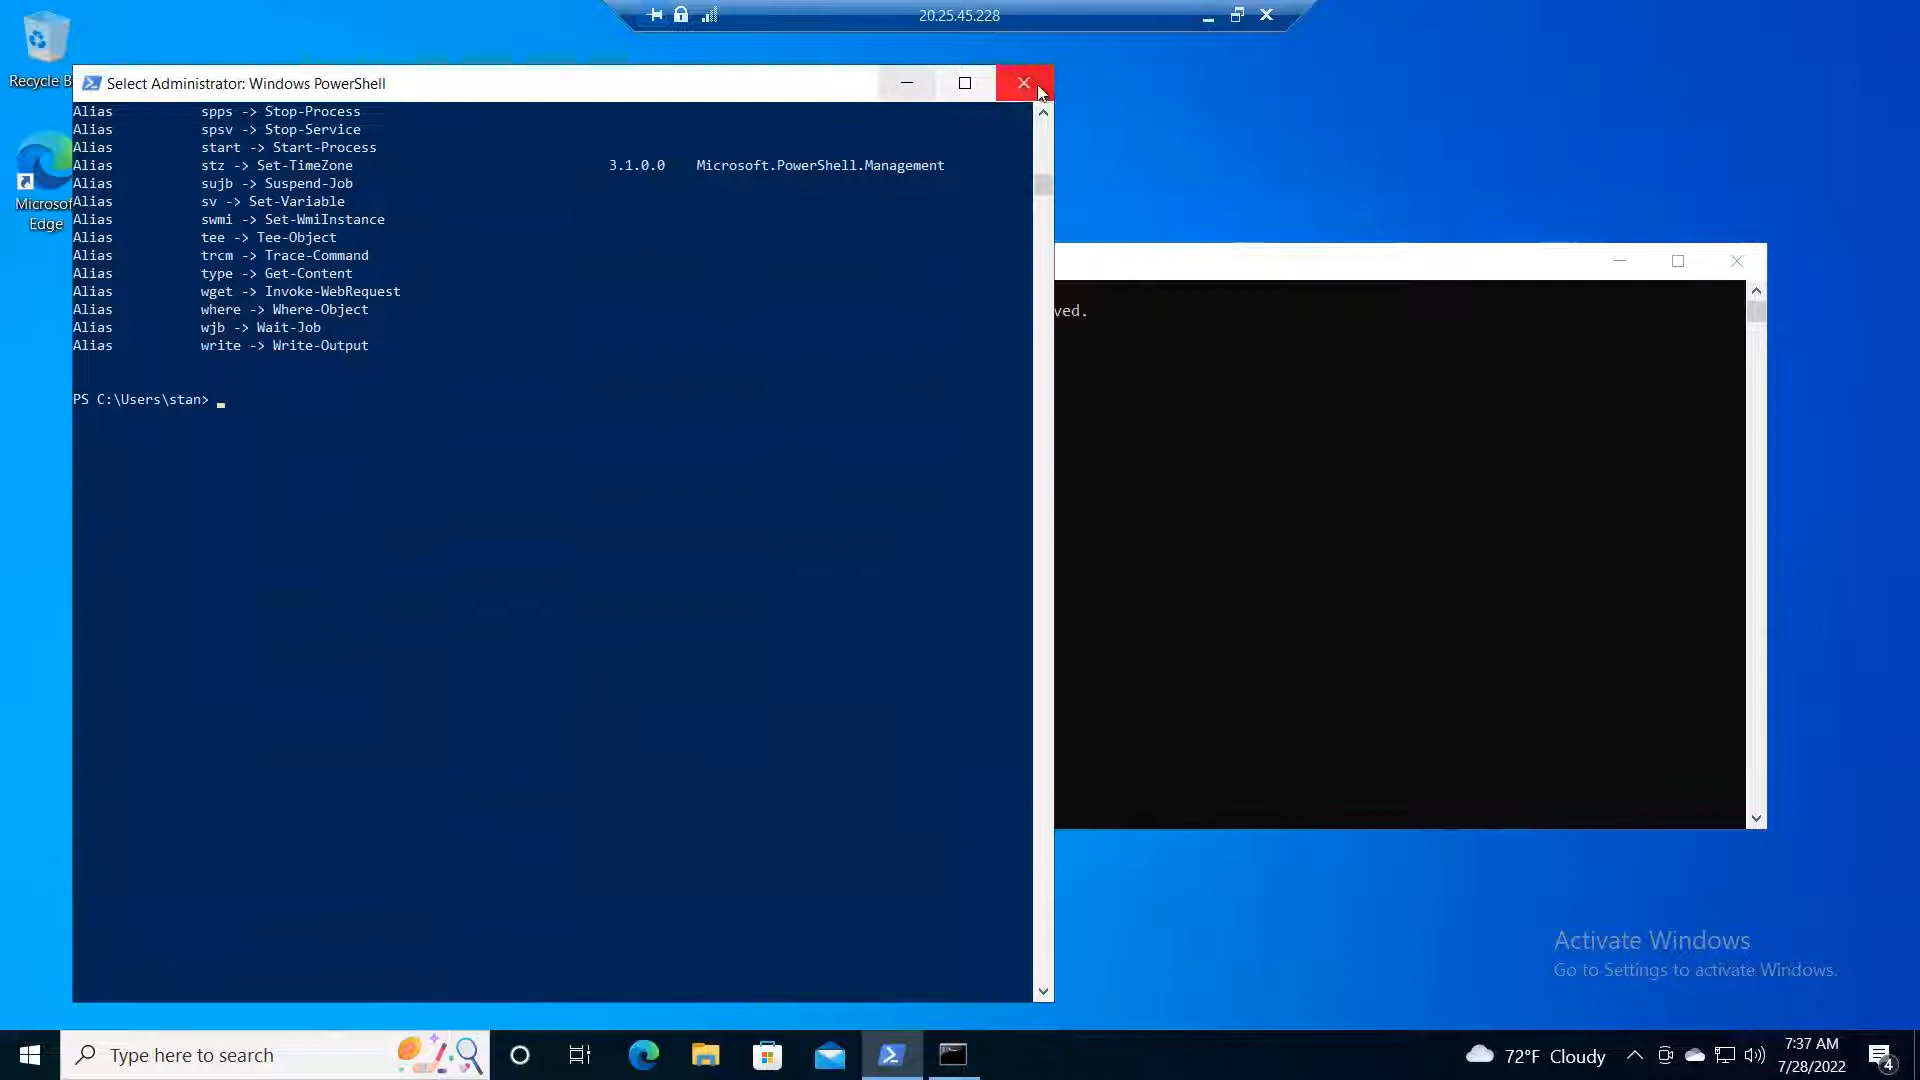 20.25.45.228
Recycle B
Select Administrator: Windows PowerShell
Alias spps -> Stop-Process
Alias spsv -> Stop-Service
Alias start -> Start-Process
Alias stz -> Set-TimeZone 3.1.0.0 Microsoft.PowerShell.Management
Alias sujb -> Suspend-Job
Alias sv -> Set-Variable
Alias swmi -> Set-WmiInstance
Alias tee -> Tee-Object
Alias trcm -> Trace-Command
Alias type -> Get-Content
Alias wget -> Invoke-WebRequest
Alias where -> Where-Object
Alias wjb -> Wait-Job
Alias write -> Write-Output
PS C:\Users\stan>
Microsof
Edge
ved.
Activate Windows
Go to Settings to activate Windows.
Type here to search
72°F Cloudy
7:37 AM
7/28/2022
4